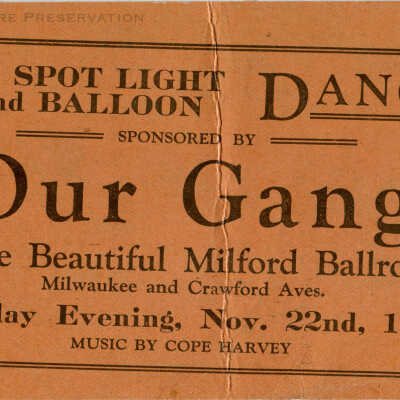 RE PRESERVATION
SPOT LIGHT
nd BALLOON DANC
SPONSORED BY
Our Gang
e Beautiful Milford Ballro
Milwaukee and Crawford Aves.
day Evening, Nov. 22nd, 1
MUSIC BY COPE HARVEY